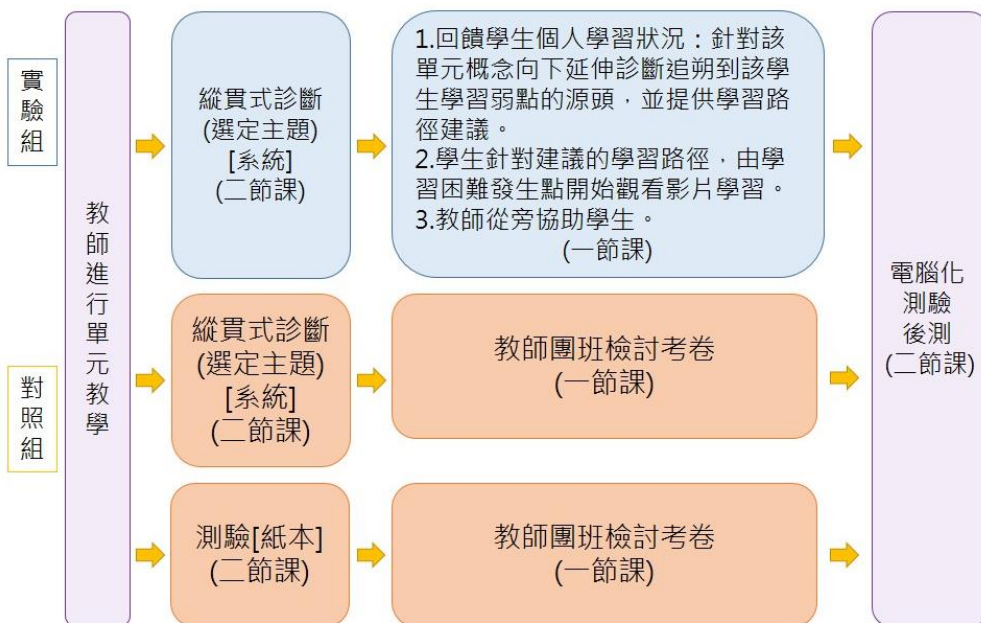 實驗組
對照組
教師進行單元教學
縱貫式診斷
(選定主題)
[系統]
(二節課)
1.回饋學生個人學習狀況：針對該
單元概念向下延伸診斷追朔到該學
生學習弱點的源頭，並提供學習路
徑建議。
2.學生針對建議的學習路徑，由學
習困難發生點開始觀看影片學習。
3.教師從旁協助學生。
(一節課)
縱貫式診斷
(選定主題)
[系統]
(二節課)
教師團班檢討考卷
(一節課)
測驗[紙本]
(二節課)
教師團班檢討考卷
(一節課)
電腦化
測驗
後測
(二節課)